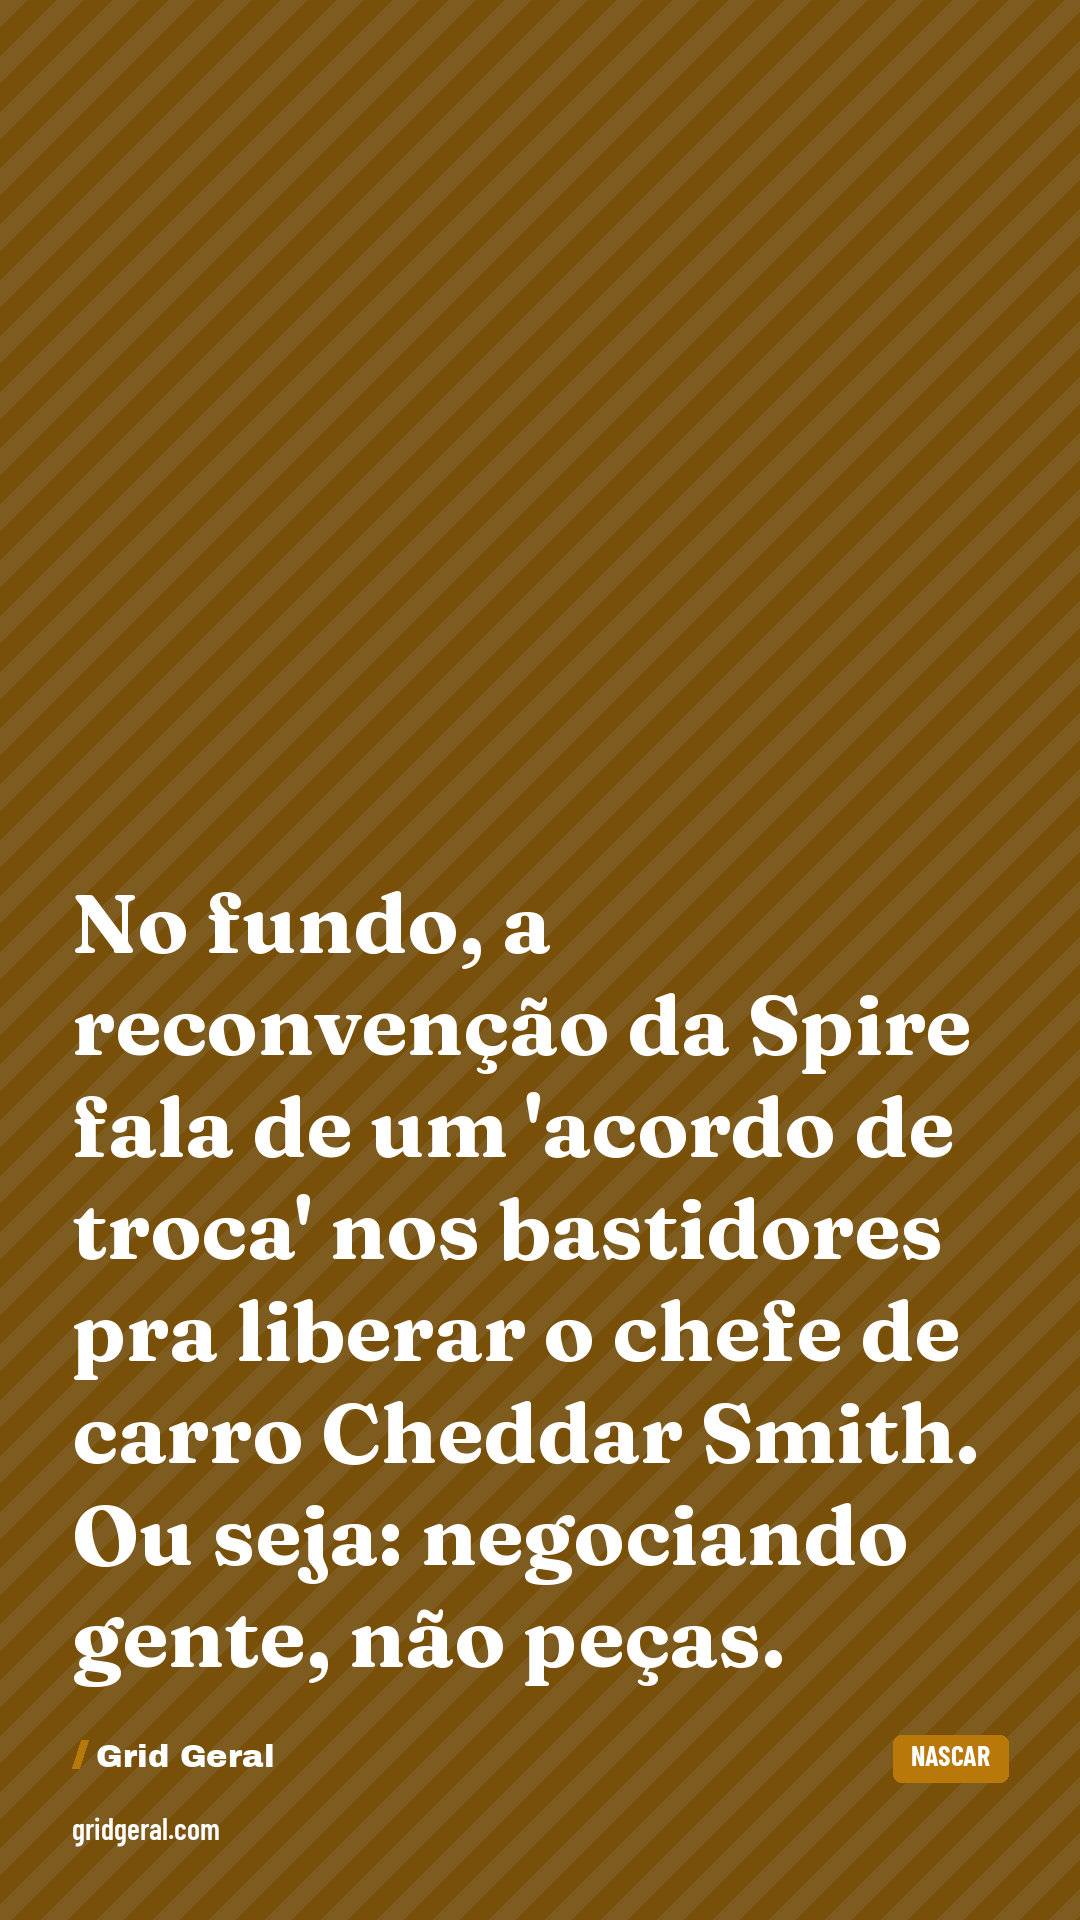 No fundo, a
reconvenção da Spire
fala de um 'acordo de
troca' nos bastidores
pra liberar o chefe de
carro Cheddar Smith.
Ou seja: negociando
gente, não peças.
/ Grid Geral
NASCAR
gridgeral.com